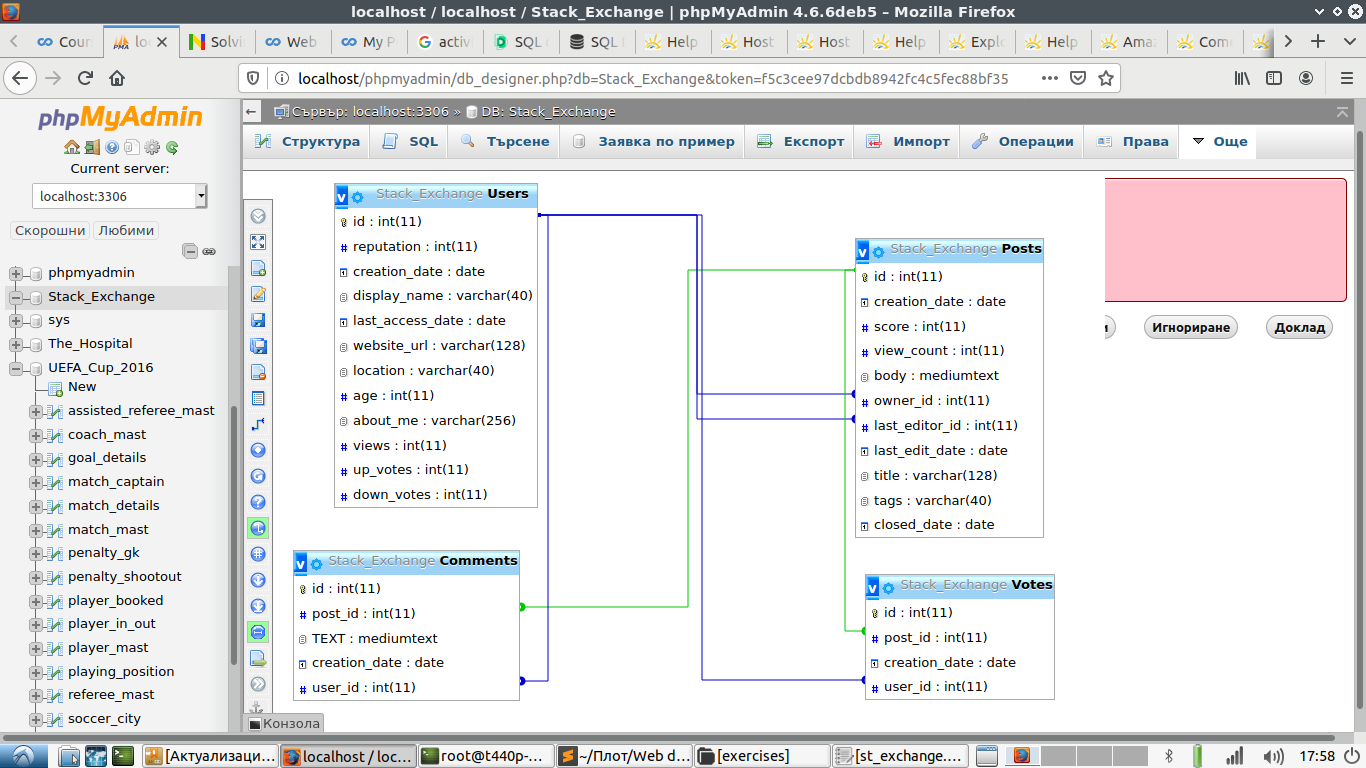 localhost / localhost / Stack_Exchange | phpMyAdmin 4.6.6deb5 – Mozilla Firefox
Cour
lo
Solvi
Web
My P
activ
SQL
SQL
Help
Host
Host
Help
Explo
Help
Amaz
Com
localhost/phpmyadmin/db_designer.php?db=Stack_Exchange&token=f5c3cee97dcbdb8942fc4c5fec88bf35
phpMyAdmin
Current server:
localhost:3306
Скорошни
Любими
phpmyadmin
Stack_Exchange
sys
The_Hospital
UEFA_Cup_2016
New
assisted_referee_mast
coach_mast
goal_details
match_captain
match_details
match_mast
penalty_gk
penalty_shootout
player_booked
player_in_out
player_mast
playing_position
referee_mast
soccer_city
Сървър: localhost:3306 » DB: Stack_Exchange
Структура
SQL
Търсене
Заявка по пример
Експорт
Импорт
Операции
Права
Още
v Stack_Exchange Users
id : int(11)
reputation : int(11)
creation_date : date
display_name : varchar(40)
last_access_date : date
website_url : varchar(128)
location : varchar(40)
age : int(11)
about_me : varchar(256)
views : int(11)
up_votes : int(11)
down_votes : int(11)
v Stack_Exchange Comments
id : int(11)
post_id : int(11)
TEXT : mediumtext
creation_date : date
user_id : int(11)
v Stack_Exchange Posts
id : int(11)
creation_date : date
score : int(11)
view_count : int(11)
body : mediumtext
owner_id : int(11)
last_editor_id : int(11)
last_edit_date : date
title : varchar(128)
tags : varchar(40)
closed_date : date
v Stack_Exchange Votes
id : int(11)
post_id : int(11)
creation_date : date
user_id : int(11)
Игнориране
Доклад
Конзола
[Актуализаци...
localhost / loc...
root@t440p-...
~/Плот/Web d...
[exercises]
[st_exchange....
17:58